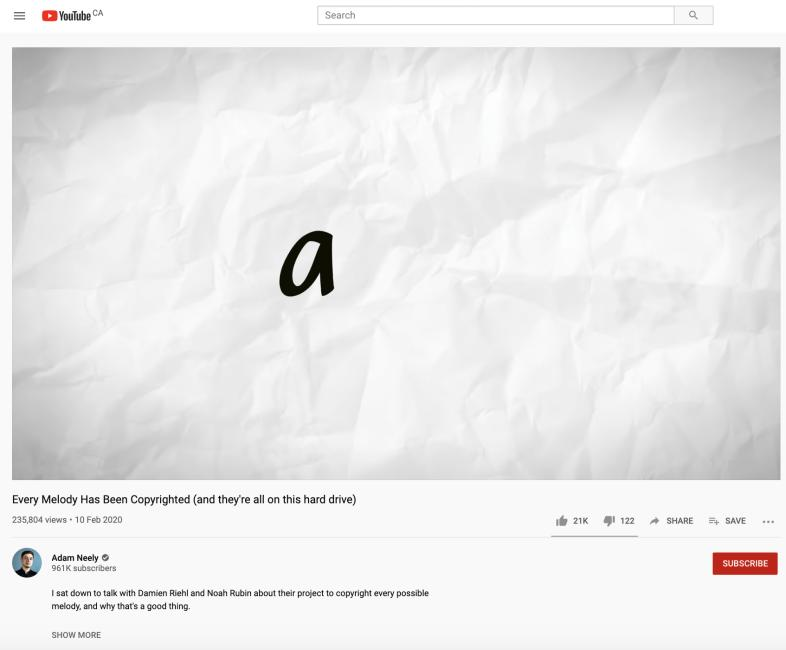 YouTube CA
Search
a
Every Melody Has Been Copyrighted (and they're all on this hard drive)
235,804 views • 10 Feb 2020
21K 122 SHARE SAVE
Adam Neely
961K subscribers
SUBSCRIBE
I sat down to talk with Damien Riehl and Noah Rubin about their project to copyright every possible
melody, and why that's a good thing.
SHOW MORE